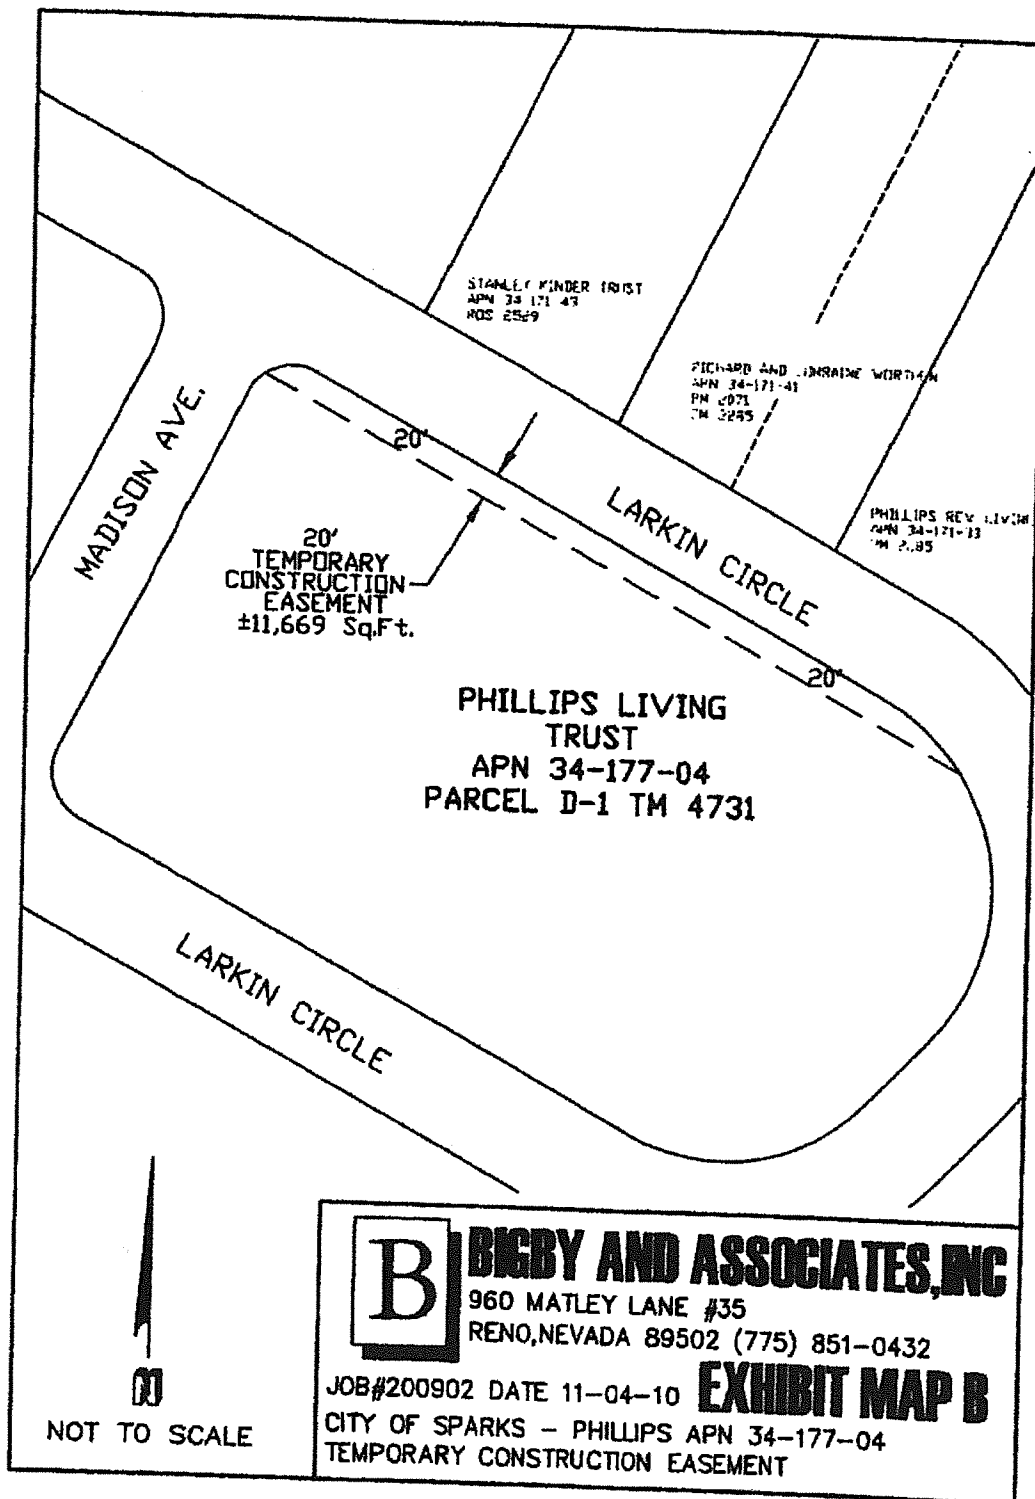 STANLEY KINDER TRUST
APN 34-171-43
ROS 2529
RICHARD AND LORRAINE
APN 34-171-41
PM 2071
TM 2285
PHILLIPS REV LIVIN
APN 34-171-33
MADISON AVE.
20'
LARKIN CIRCLE
20'
TEMPORARY
CONSTRUCTION
EASEMENT
±11,669 Sq.Ft.
20'
PHILLIPS LIVING
TRUST
APN 34-177-04
PARCEL D-1 TM 4731
LARKIN CIRCLE
NOT TO SCALE
B
BIGBY AND ASSOCIATES,INC
960 MATLEY LANE #35
RENO,NEVADA 89502 (775) 851-0432
JOB#200902 DATE 11-04-10 EXHIBIT MAP B
CITY OF SPARKS - PHILLIPS APN 34-177-04
TEMPORARY CONSTRUCTION EASEMENT